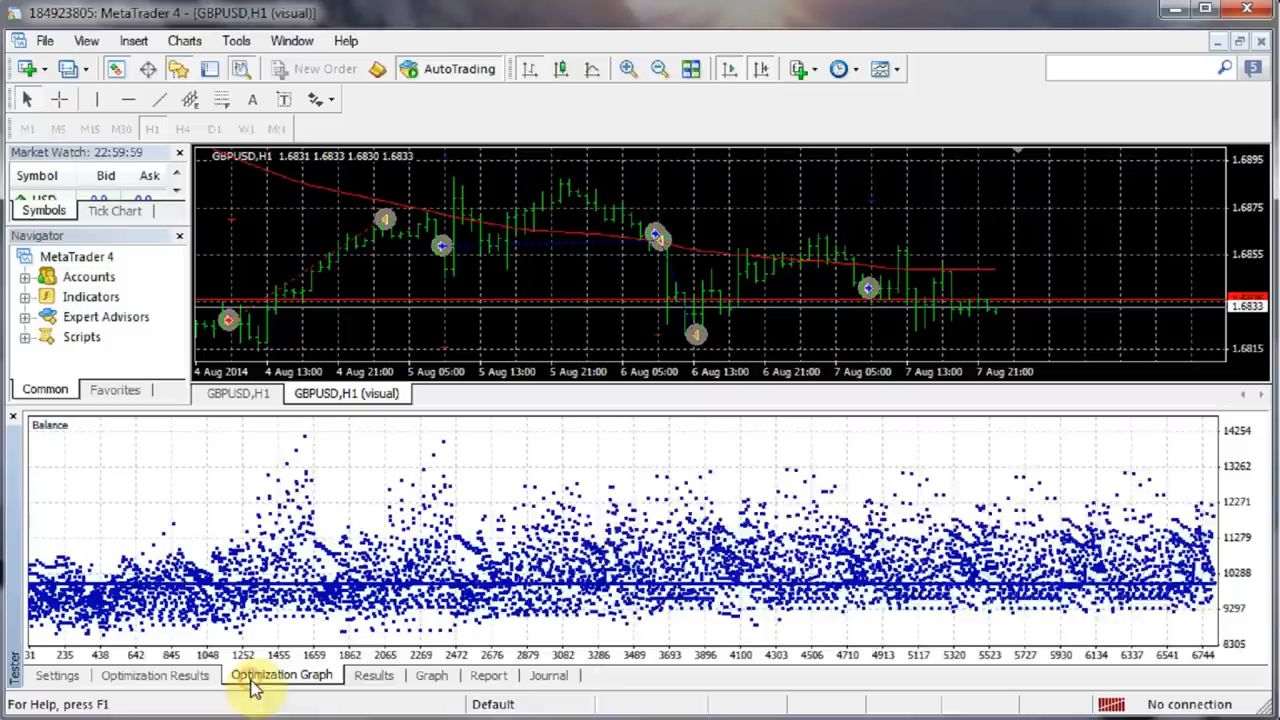 184923805: MetaTrader 4 - [GBPUSD,H1 (visual)]
File View Insert Charts Tools Window Help
New Order AutoTrading 5
A T
M1 M5 M15 M30 H1 H4 D1 W1 MN
Market Watch: 22:59:59
Symbol Bid Ask
Symbols Tick Chart
Navigator
MetaTrader 4
Accounts
Indicators
Expert Advisors
Scripts
Common Favorites
GBPUSD,H1 1.6831 1.6833 1.6830 1.6833
1.6895
1.6875
1.6855
1.6833
1.6815
4 Aug 2014 4 Aug 13:00 4 Aug 21:00 5 Aug 05:00 5 Aug 13:00 5 Aug 21:00 6 Aug 05:00 6 Aug 13:00 6 Aug 21:00 7 Aug 05:00 7 Aug 13:00 7 Aug 21:00
GBPUSD,H1 GBPUSD,H1 (visual)
Balance
14254
13262
12271
11279
10288
9297
8305
31 235 438 642 845 1048 1252 1455 1659 1862 2065 2269 2472 2676 2879 3082 3286 3489 3693 3896 4100 4303 4506 4710 4913 5117 5320 5523 5727 5930 6134 6337 6541 6744
Tester
Settings Optimization Results Optimization Graph Results Graph Report Journal
For Help, press F1 Default No connection